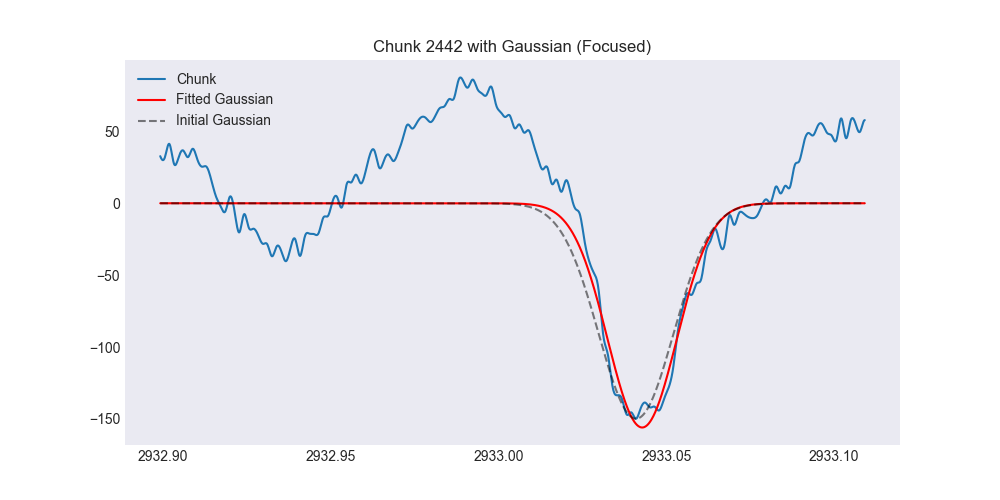 Chunk 2442 with Gaussian (Focused)
Chunk
Fitted Gaussian
Initial Gaussian
50
0
−50
−100
−150
2932.90 2932.95 2933.00 2933.05 2933.10